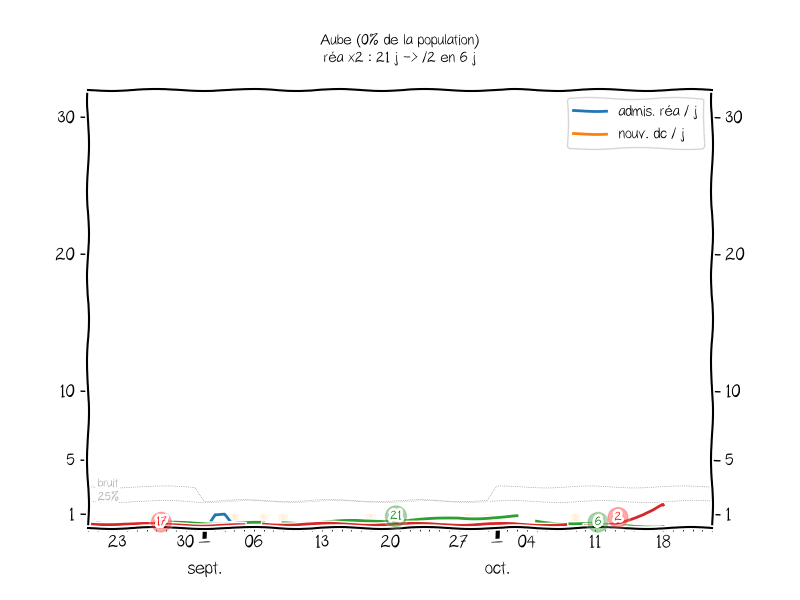 Aube (0% de la population)
réa x2 : 21 j -> /2 en 6 j
admis. réa / j
nouv. dc / j
30 30
20 20
10 10
5 5
bruit
25%
1 1
17 21 6 2
23 30 06 13 20 27 04 11 18
sept. oct.